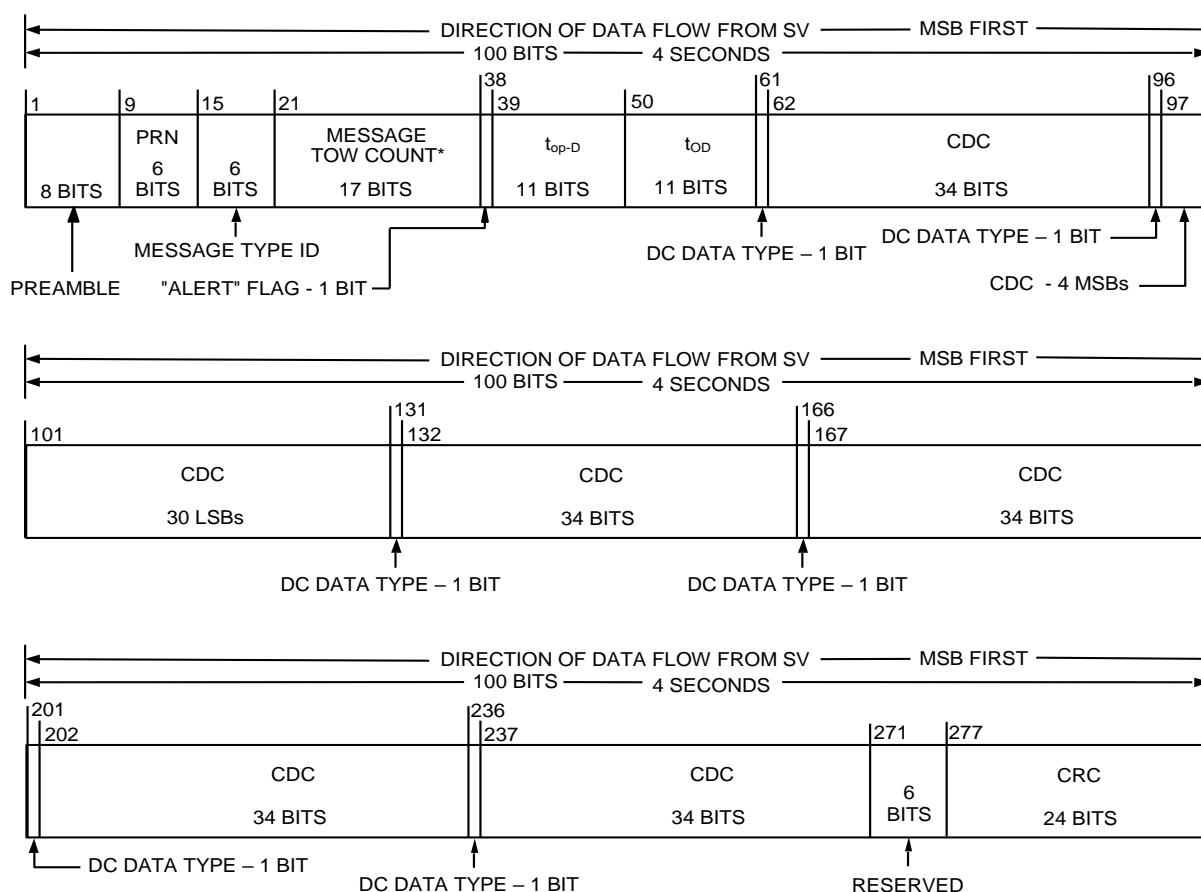 DIRECTION OF DATA FLOW FROM SV MSB FIRST
100 BITS 4 SECONDS
38 61 96
1 9 15 21 39 50 62 97
PRN MESSAGE TOW COUNT* top-D tOD CDC
8 BITS 6 BITS 6 BITS 17 BITS 11 BITS 11 BITS 34 BITS
MESSAGE TYPE ID DC DATA TYPE – 1 BIT DC DATA TYPE – 1 BIT
PREAMBLE "ALERT" FLAG - 1 BIT CDC - 4 MSBs
DIRECTION OF DATA FLOW FROM SV MSB FIRST
100 BITS 4 SECONDS
131 166
101 132 167
CDC CDC CDC
30 LSBs 34 BITS 34 BITS
DC DATA TYPE – 1 BIT DC DATA TYPE – 1 BIT
DIRECTION OF DATA FLOW FROM SV MSB FIRST
100 BITS 4 SECONDS
201 236
202 237 271 277
CDC CDC CRC
34 BITS 34 BITS 6 BITS 24 BITS
DC DATA TYPE – 1 BIT DC DATA TYPE – 1 BIT RESERVED